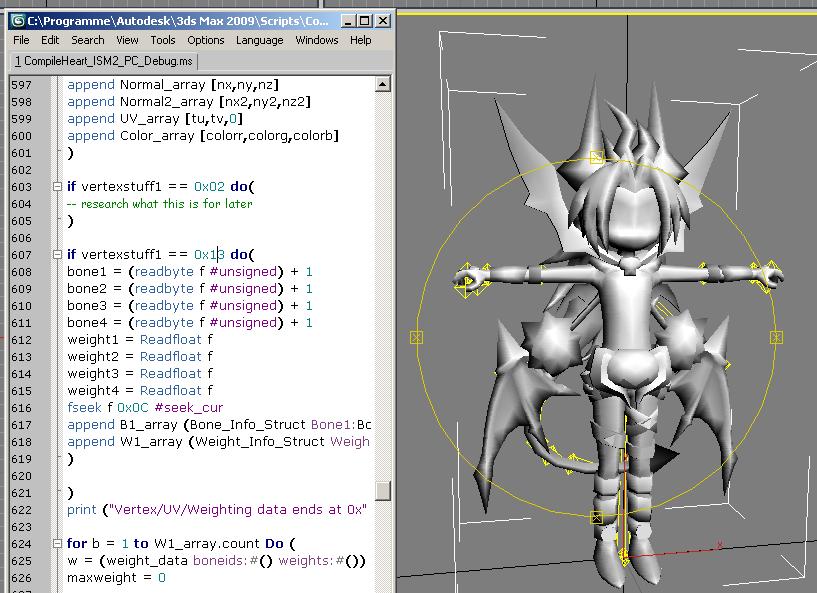 C:\Programme\Autodesk\3ds Max 2009\Scripts\Co...
File Edit Search View Tools Options Language Windows Help
1 CompileHeart_ISM2_PC_Debug.ms
597 append Normal_array [nx,ny,nz]
598 append Normal2_array [nx2,ny2,nz2]
599 append UV_array [tu,tv,0]
600 append Color_array [colorr,colorg,colorb]
601 )
602
603 if vertexstuff1 == 0x02 do(
604 -- research what this is for later
605 )
606
607 if vertexstuff1 == 0x13 do(
608 bone1 = (readbyte f #unsigned) + 1
609 bone2 = (readbyte f #unsigned) + 1
610 bone3 = (readbyte f #unsigned) + 1
611 bone4 = (readbyte f #unsigned) + 1
612 weight1 = Readfloat f
613 weight2 = Readfloat f
614 weight3 = Readfloat f
615 weight4 = Readfloat f
616 fseek f 0x0C #seek_cur
617 append B1_array (Bone_Info_Struct Bone1:Bc
618 append W1_array (Weight_Info_Struct Weigh
619 )
620
621 )
622 print ("Vertex/UV/Weighting data ends at 0x"
623
624 for b = 1 to W1_array.count Do (
625 w = (weight_data boneids:#() weights:#())
626 maxweight = 0
x